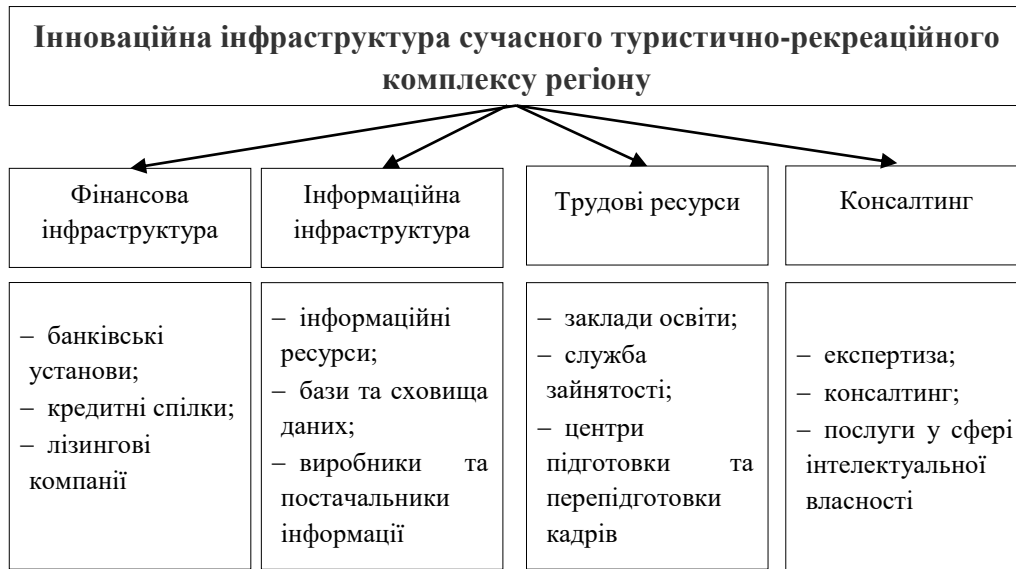 Інноваційна інфраструктура сучасного туристично-рекреаційного
комплексу регіону
Фінансова
інфраструктура
Інформаційна
інфраструктура
Трудові ресурси
Консалтинг
– банківські
установи;
– кредитні спілки;
– лізингові
компанії
– інформаційні
ресурси;
– бази та сховища
даних;
– виробники та
постачальники
інформації
– заклади освіти;
– служба
зайнятості;
– центри
підготовки та
перепідготовки
кадрів
– експертиза;
– консалтинг;
– послуги у сфері
інтелектуальної
власності